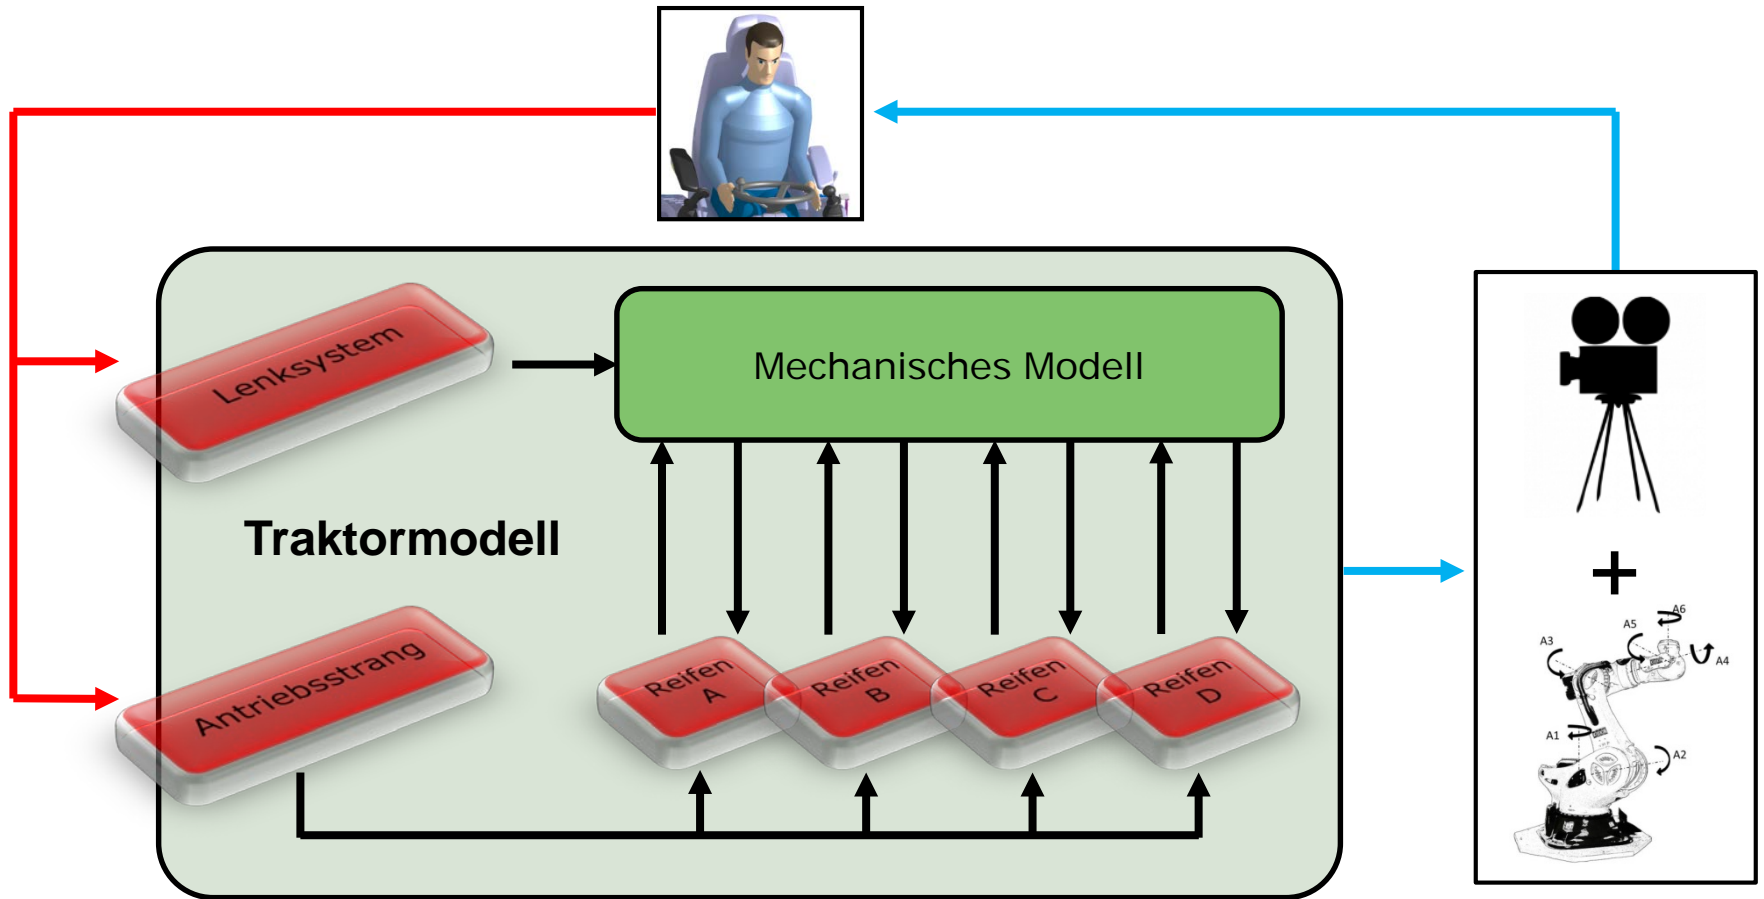 Lenksystem
Mechanisches Modell
Traktormodell
Antriebsstrang
Reifen
A
Reifen
B
Reifen
C
Reifen
D
+
A6
A5
A3
A4
A1
A2